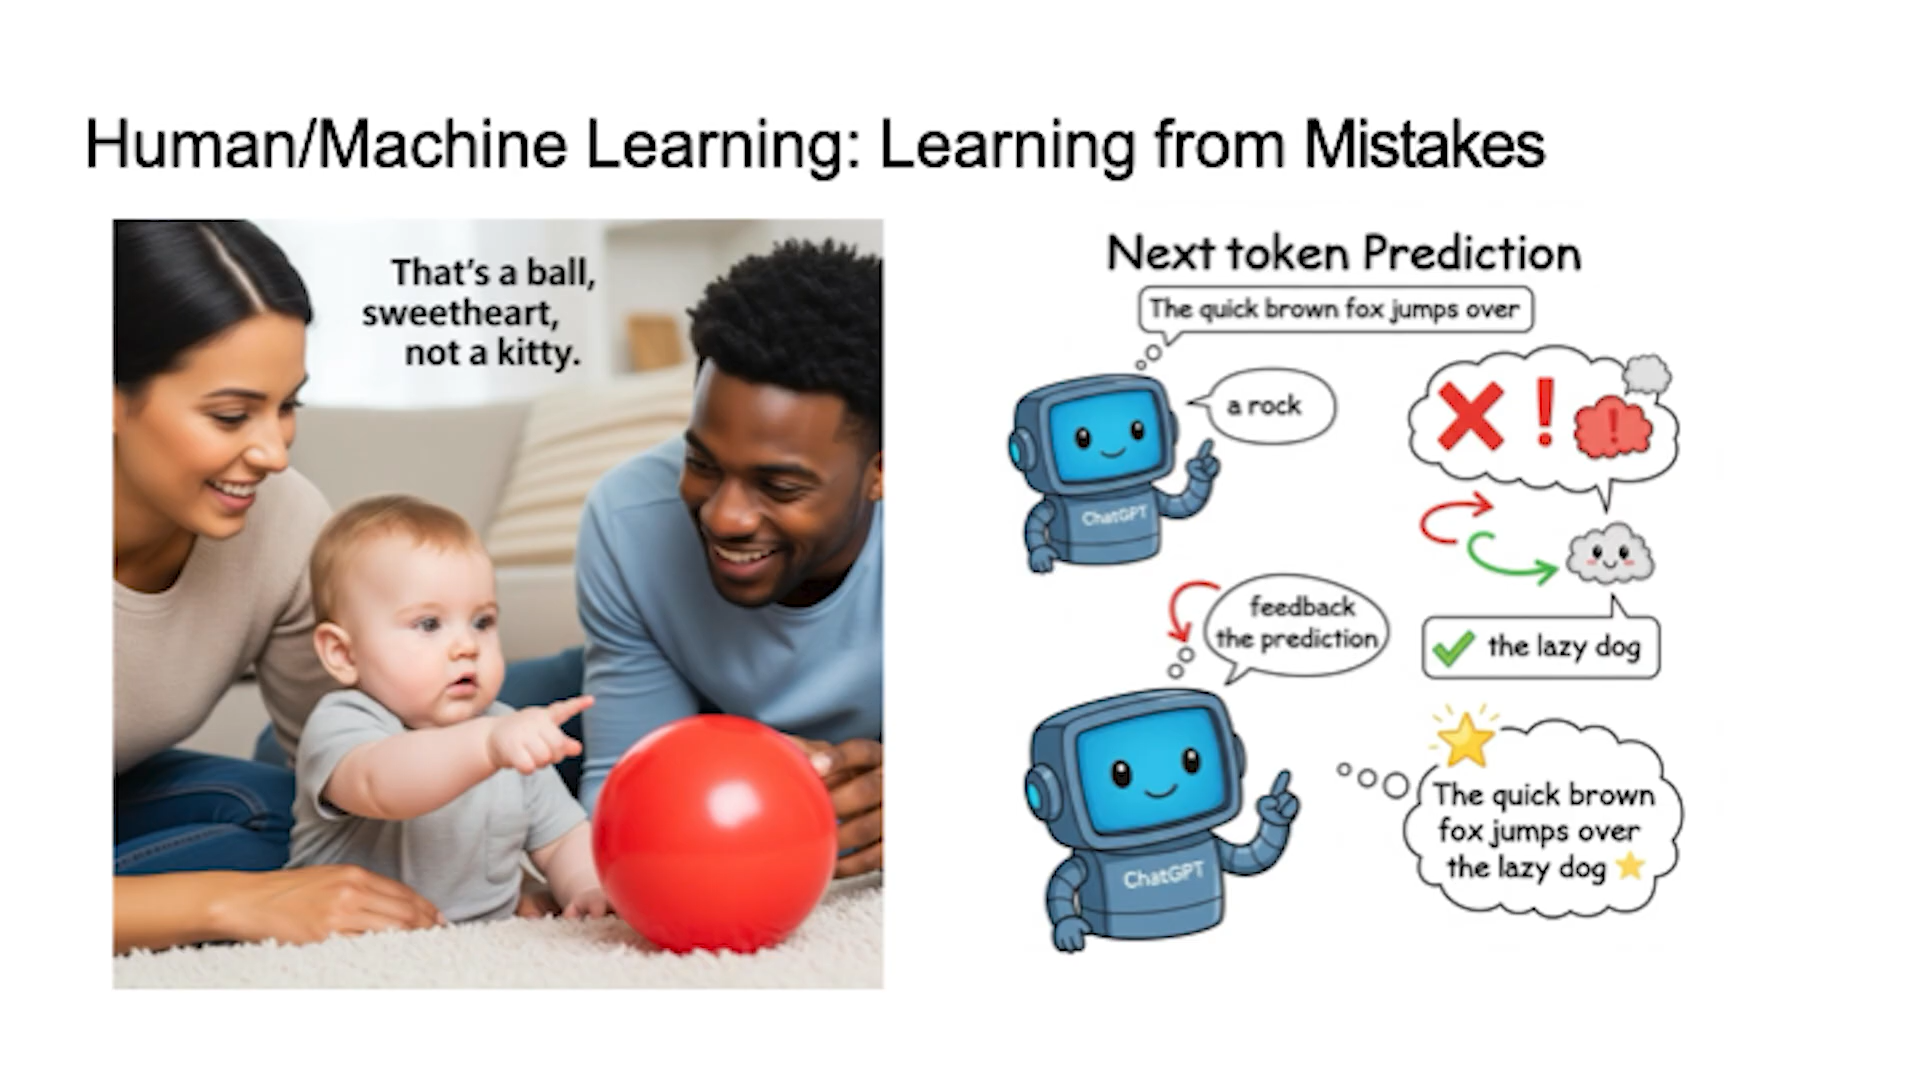 Human/Machine Learning: Learning from Mistakes
That's a ball,
sweetheart,
not a kitty.
Next token Prediction
The quick brown fox jumps over
a rock
ChatGPT
feedback
the prediction
the lazy dog
ChatGPT
The quick brown
fox jumps over
the lazy dog